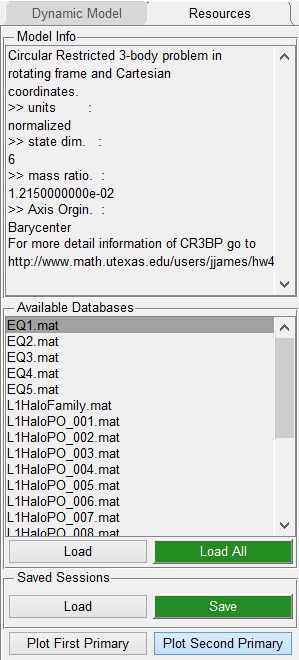 Dynamic Model Resources
Model Info
Circular Restricted 3-body problem in
rotating frame and Cartesian
coordinates.
>> units :
normalized
>> state dim. :
6
>> mass ratio. :
1.2150000000e-02
>> Axis Orgin. :
Barycenter
For more detail information of CR3BP go to
http://www.math.utexas.edu/users/jjames/hw4
Available Databases
EQ1.mat
EQ2.mat
EQ3.mat
EQ4.mat
EQ5.mat
L1HaloFamily.mat
L1HaloPO_001.mat
L1HaloPO_002.mat
L1HaloPO_003.mat
L1HaloPO_004.mat
L1HaloPO_005.mat
L1HaloPO_006.mat
L1HaloPO_007.mat
L1HaloPO_008.mat
Load Load All
Saved Sessions
Load Save
Plot First Primary Plot Second Primary